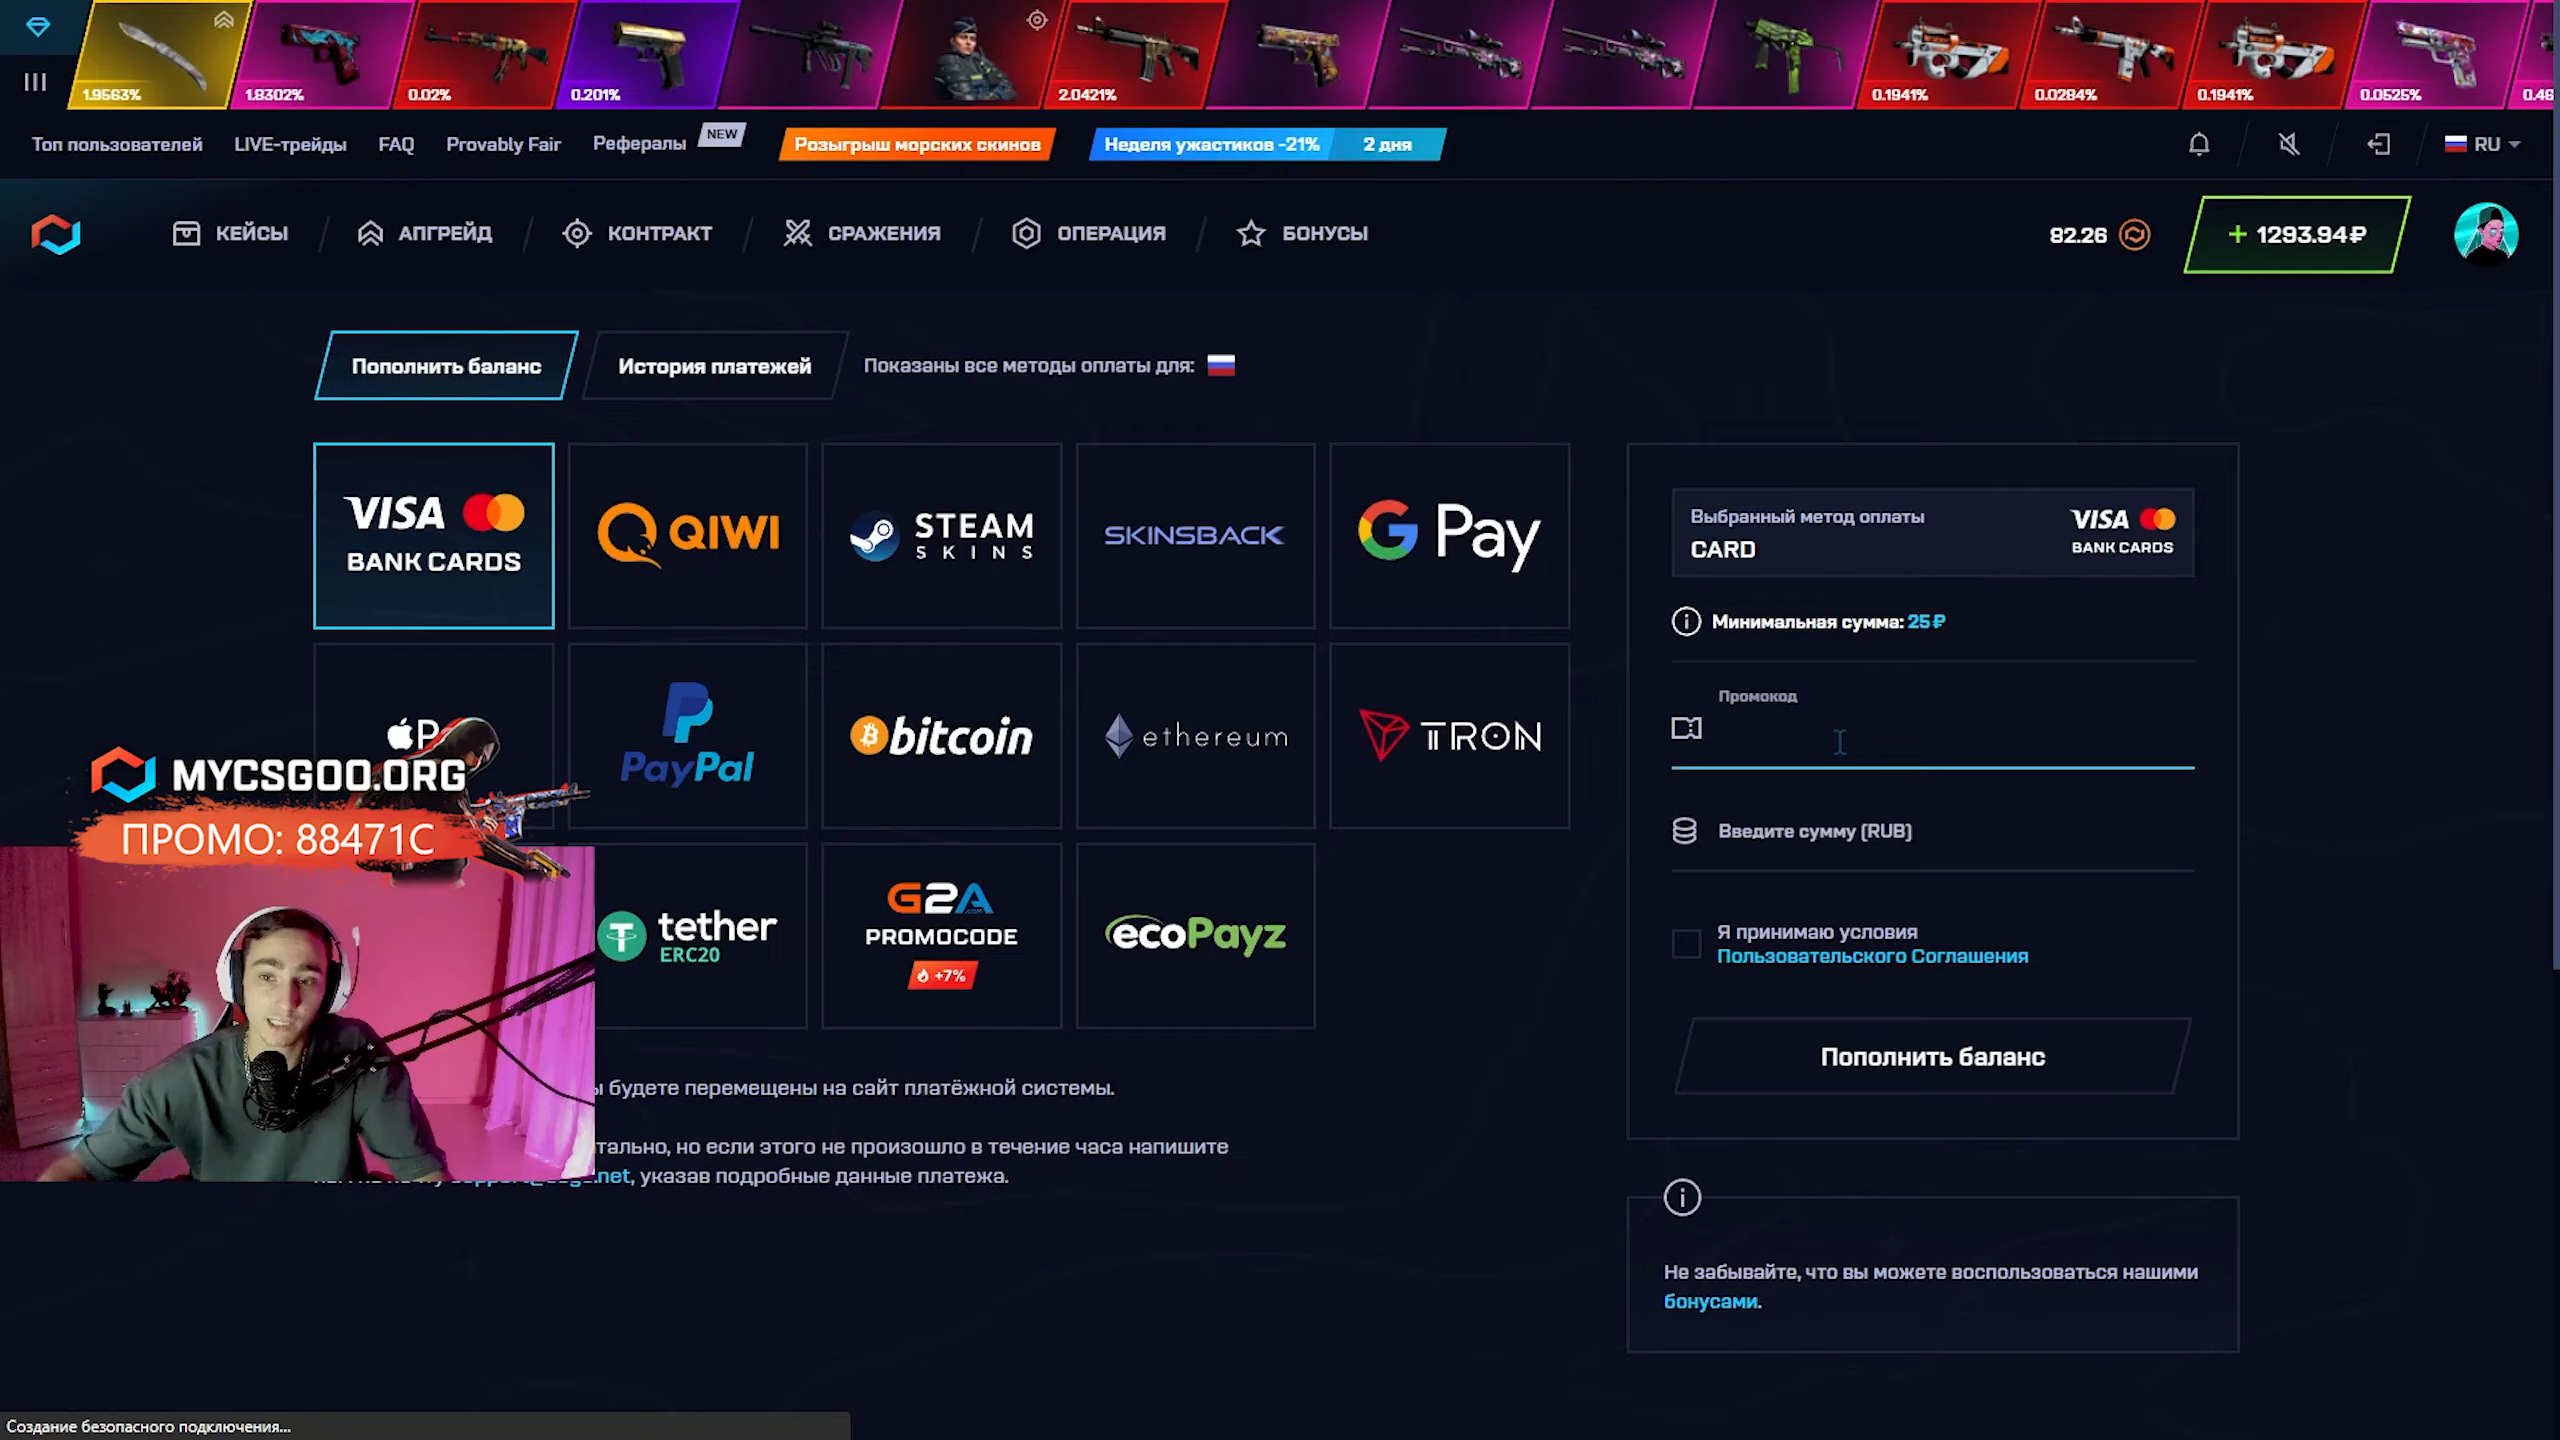 1.9563%
1.8302%
0.02%
0.201%
2.0421%
0.1941%
0.0284%
0.1941%
0.0525%
0.46
Топ пользователей
LIVE-трейды
FAQ
Provably Fair
Рефералы
NEW
Розыгрыш морских скинов
Неделя ужастиков -21%
2 дня
RU
КЕЙСЫ
АПГРЕЙД
КОНТРАКТ
СРАЖЕНИЯ
ОПЕРАЦИЯ
БОНУСЫ
82.26
+ 1293.94₽
Пополнить баланс
История платежей
Показаны все методы оплаты для:
VISA
BANK CARDS
QIWI
STEAM
SKINS
SKINSBACK
G Pay
P
PayPal
bitcoin
ethereum
TRON
MYCSGOO.ORG
ПРОМО: 88471C
tether
ERC20
G2A
PROMOCODE
+7%
ecoPayz
ы будете перемещены на сайт платёжной системы.
тально, но если этого не произошло в течение часа напишите
.net, указав подробные данные платежа.
Выбранный метод оплаты
CARD
VISA
BANK CARDS
Минимальная сумма: 25₽
Промокод
Введите сумму (RUB)
Я принимаю условия
Пользовательского Соглашения
Пополнить баланс
Не забывайте, что вы можете воспользоваться нашими
бонусами.
Создание безопасного подключения...